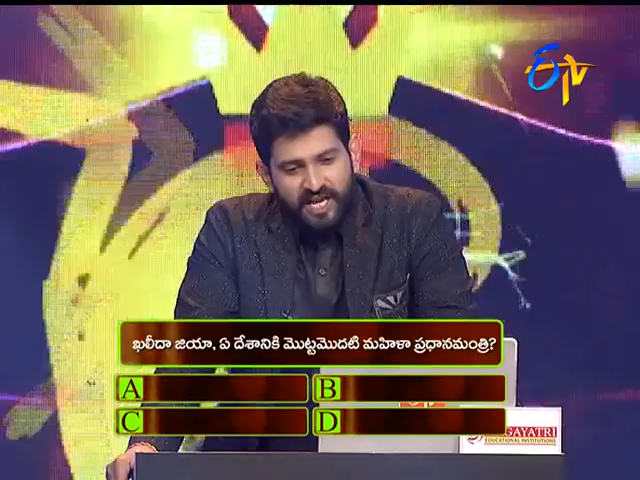 ETV
ఖలీదా జియా, ఏ దేశానికి మొట్టమొదటి మహిళా ప్రధానమంత్రి?
A
B
C
D
GAYATRI
EDUCATIONAL INSTITUTIONS